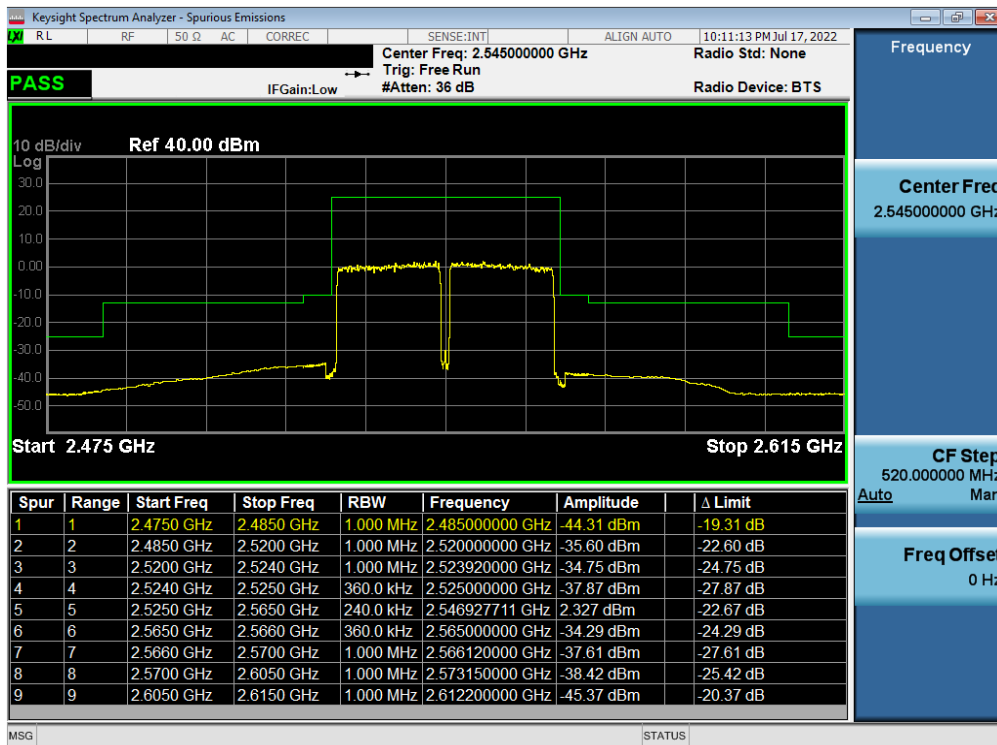 Keysight Spectrum Analyzer - Spurious Emissions
LXI RL RF 50 Ω AC CORREC SENSE:INT ALIGN AUTO 10:11:13 PM Jul 17, 2022
Center Freq: 2.545000000 GHz Radio Std: None
Trig: Free Run
PASS IFGain:Low #Atten: 36 dB Radio Device: BTS
Frequency
10 dB/div Ref 40.00 dBm
Log
30.0
20.0
10.0
0.00
-10.0
-20.0
-30.0
-40.0
-50.0
Start 2.475 GHz Stop 2.615 GHz
Center Freq
2.545000000 GHz
CF Step
520.000000 MHz
Auto Man
Freq Offset
0 Hz
Spur Range Start Freq Stop Freq RBW Frequency Amplitude Δ Limit
1 1 2.4750 GHz 2.4850 GHz 1.000 MHz 2.485000000 GHz -44.31 dBm -19.31 dB
2 2 2.4850 GHz 2.5200 GHz 1.000 MHz 2.520000000 GHz -35.60 dBm -22.60 dB
3 3 2.5200 GHz 2.5240 GHz 1.000 MHz 2.523920000 GHz -34.75 dBm -24.75 dB
4 4 2.5240 GHz 2.5250 GHz 360.0 kHz 2.525000000 GHz -37.87 dBm -27.87 dB
5 5 2.5250 GHz 2.5650 GHz 240.0 kHz 2.546927711 GHz 2.327 dBm -22.67 dB
6 6 2.5650 GHz 2.5660 GHz 360.0 kHz 2.565000000 GHz -34.29 dBm -24.29 dB
7 7 2.5660 GHz 2.5700 GHz 1.000 MHz 2.566120000 GHz -37.61 dBm -27.61 dB
8 8 2.5700 GHz 2.6050 GHz 1.000 MHz 2.573150000 GHz -38.42 dBm -25.42 dB
9 9 2.6050 GHz 2.6150 GHz 1.000 MHz 2.612200000 GHz -45.37 dBm -20.37 dB
MSG STATUS